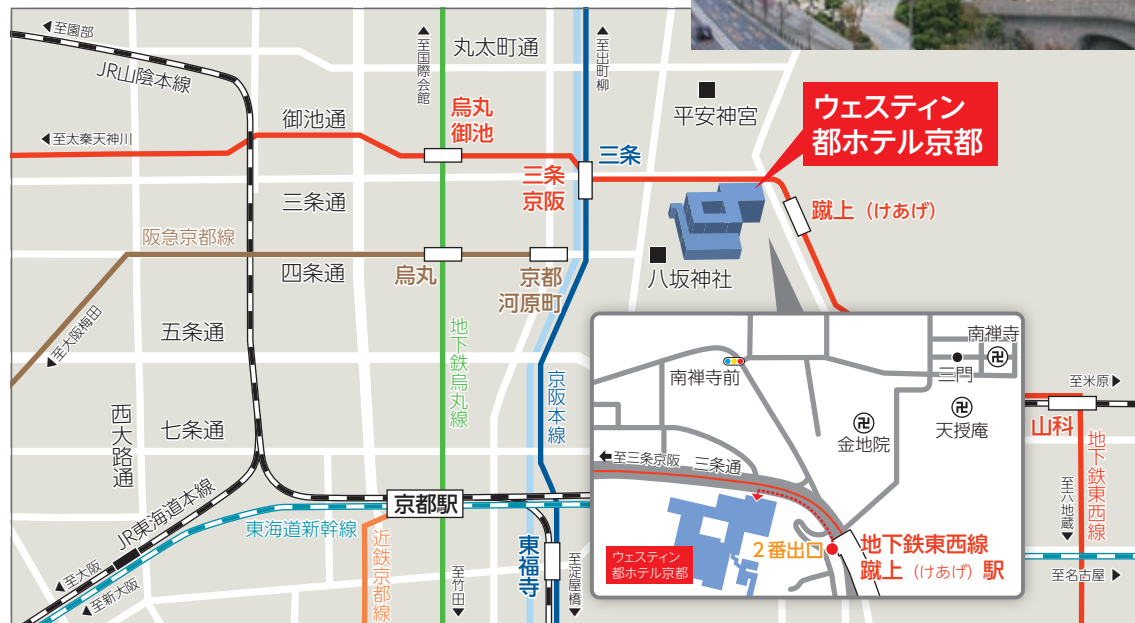 ◀至園部
JR山陰本線
丸太町通
▲至国際会館
▲至出町柳
平安神宮
ウェスティン
都ホテル京都
◀至太秦天神川
御池通
烏丸
御池
三条
三条
京阪
三条通
蹴上（けあげ）
阪急京都線
四条通
烏丸
京都
河原町
八坂神社
◀至大阪梅田
五条通
地下鉄烏丸線
京阪本線
西大路通
七条通
JR東海道本線
東海道新幹線
京都駅
近鉄京都線
東福寺
◀至大阪
◀至新大阪
至竹田▶
至淀屋橋▶
南禅寺前
南禅寺
卍
三門
卍
天授庵
卍
金地院
←至三条京阪
三条通
ウェスティン
都ホテル京都
2番出口
地下鉄東西線
蹴上（けあげ）駅
至米原▶
山科
地下鉄東西線
至六地蔵▶
至名古屋▶